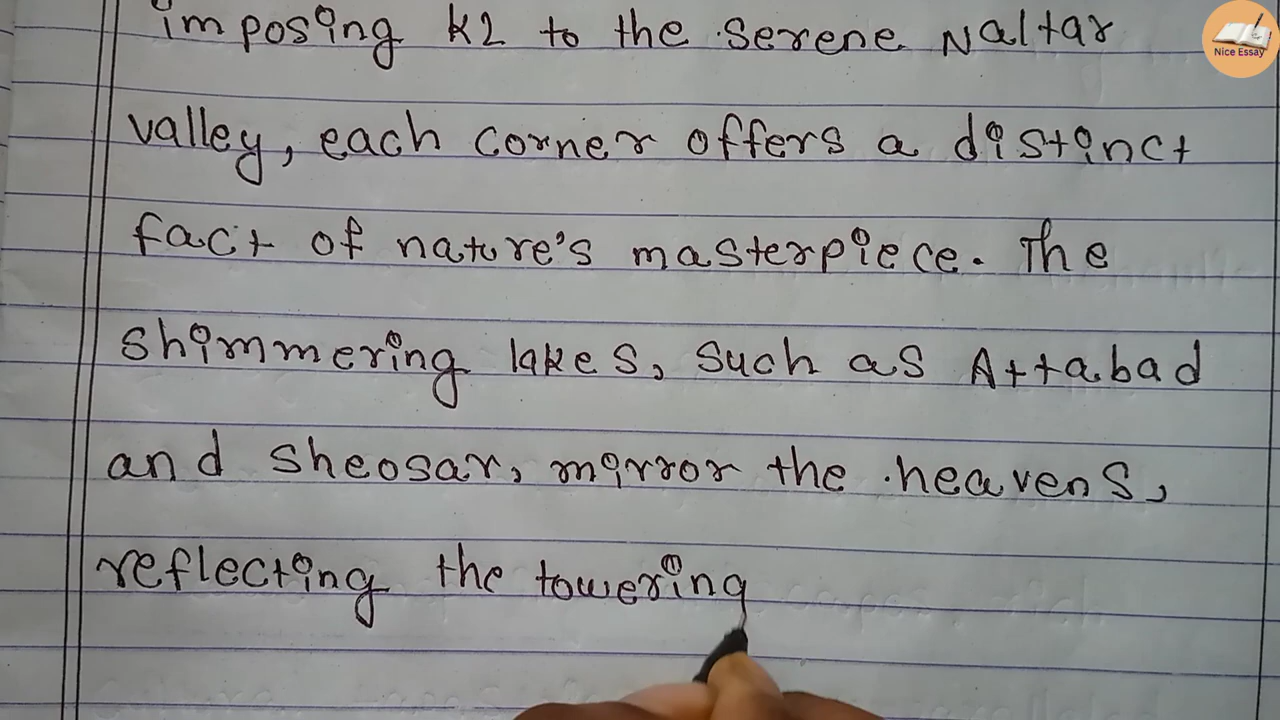 imposing K2 to the serene Naltar
valley, each corner offers a distinct
fact of nature's masterpiece. The
shimmering lakes, such as Attabad
and Sheosar, mirror the heavens,
reflecting the towering
Nice Essay